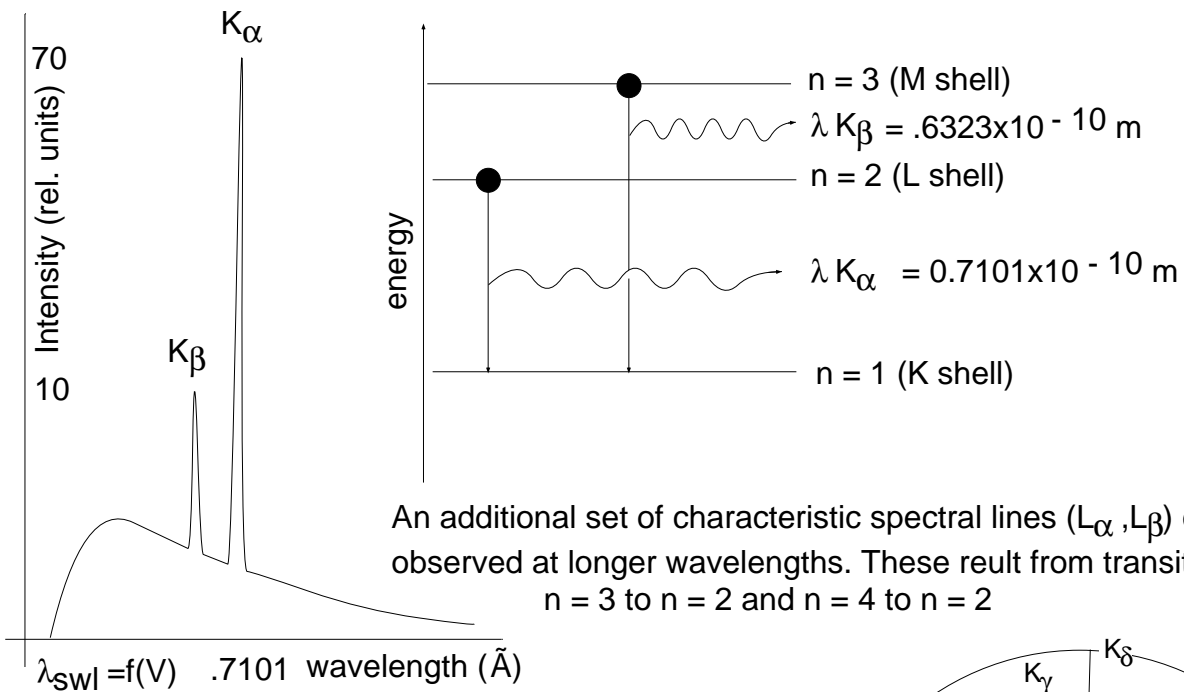 Kα
70
Intensity (rel. units)
Kβ
10
λswl =f(V) .7101 wavelength (Ã)
energy
n = 3 (M shell)
λ Kβ = .6323x10 - 10 m
n = 2 (L shell)
λ Kα = 0.7101x10 - 10 m
n = 1 (K shell)
An additional set of characteristic spectral lines (Lα ,Lβ)
observed at longer wavelengths. These reult from transit
n = 3 to n = 2 and n = 4 to n = 2
Kδ
Kγ